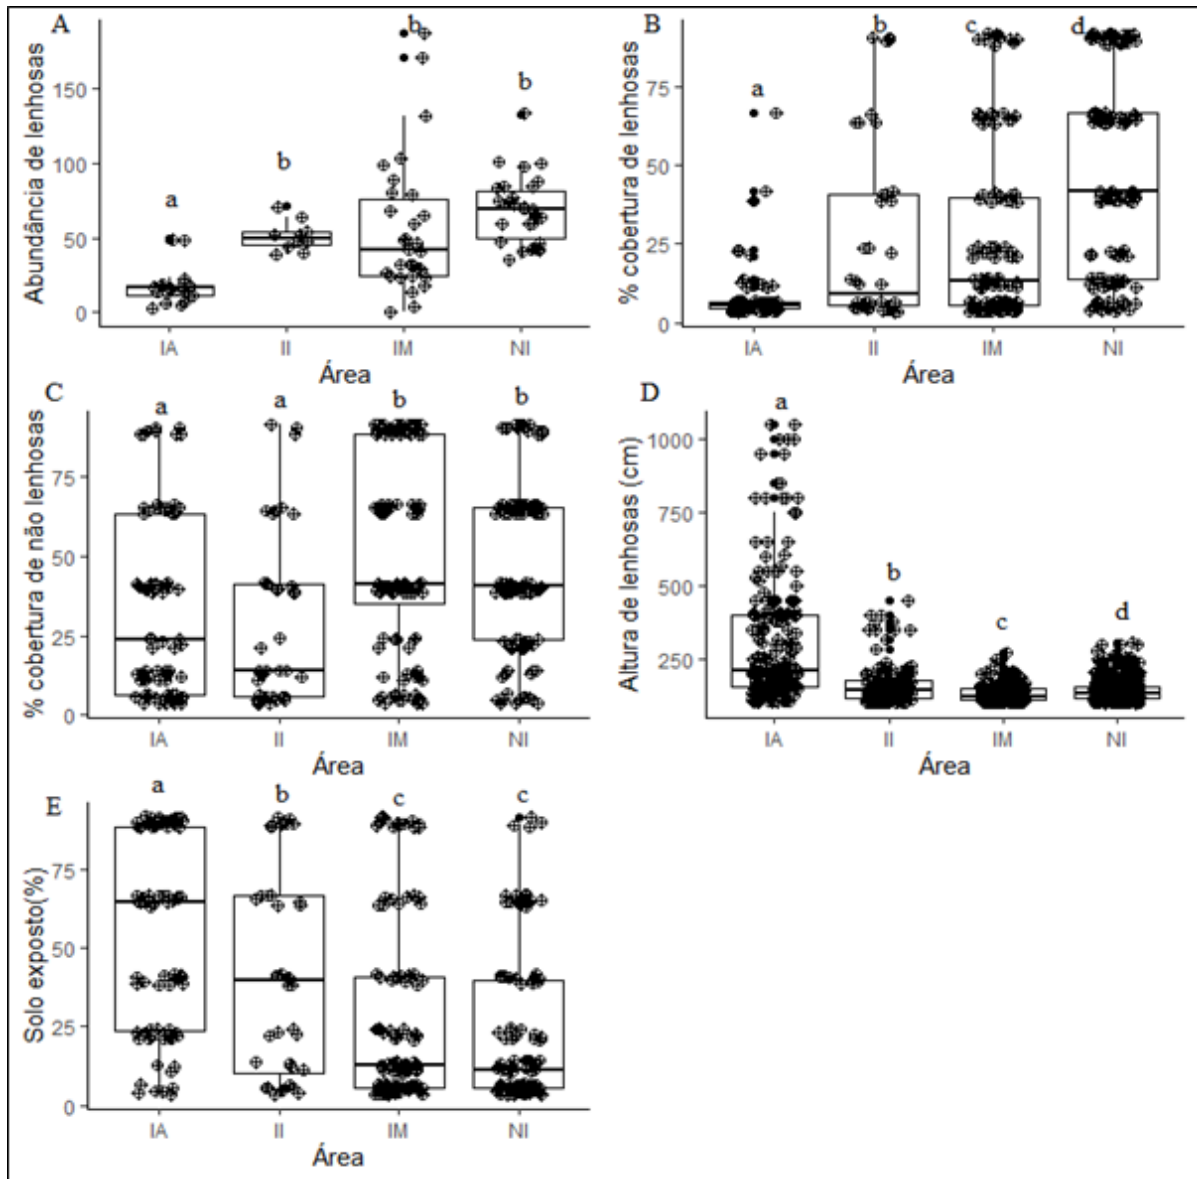 A
a
b
b
b
Abundância de lenhosas
150
100
50
0
IA
II
IM
NI
Área
B
a
b
c
d
% cobertura de lenhosas
75
50
25
0
IA
II
IM
NI
Área
C
a
a
b
b
% cobertura de não lenhosas
75
50
25
0
IA
II
IM
NI
Área
D
a
b
c
d
Altura de lenhosas (cm)
1000
750
500
250
IA
II
IM
NI
Área
E
a
b
c
c
Solo exposto(%)
75
50
25
0
IA
II
IM
NI
Área